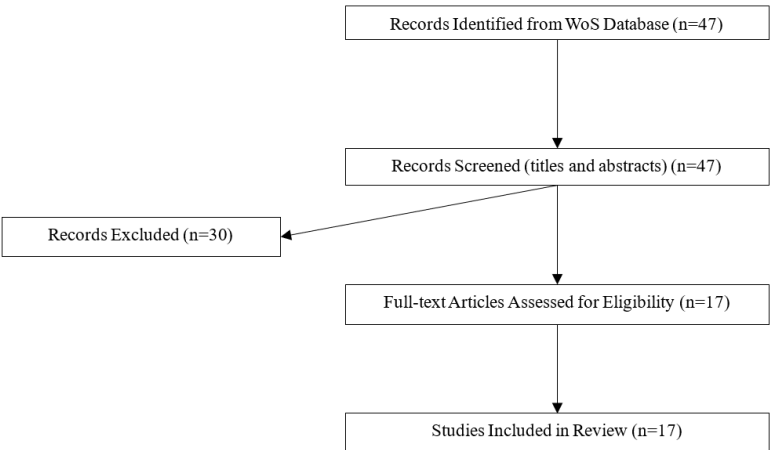 Records Identified from WoS Database (n=47)
Records Screened (titles and abstracts) (n=47)
Records Excluded (n=30)
Full-text Articles Assessed for Eligibility (n=17)
Studies Included in Review (n=17)